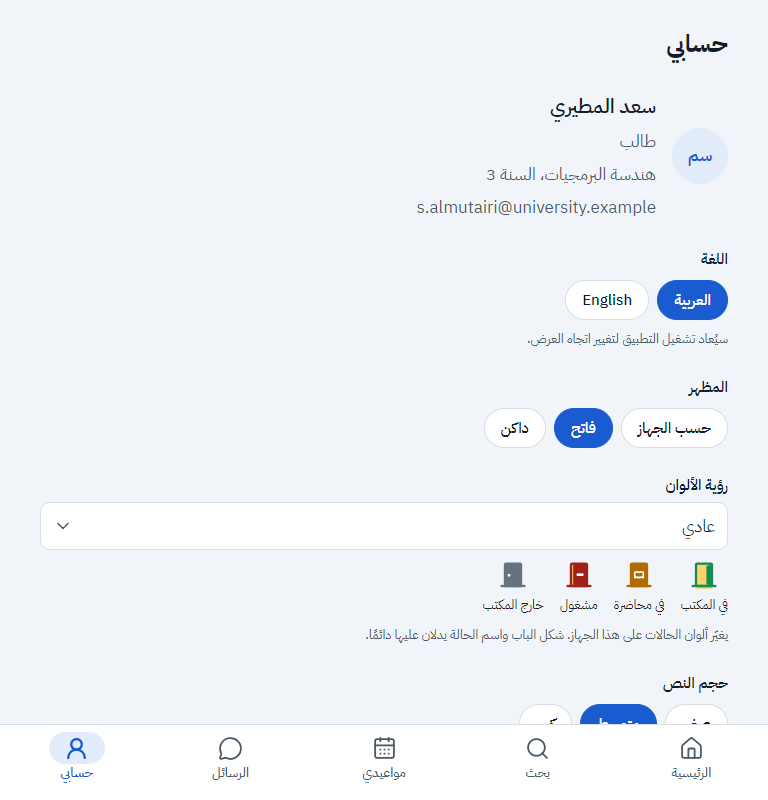 حسابي
سعد المطيري
طالب
هندسة البرمجيات، السنة 3
s.almutairi@university.example
سم
اللغة
العربية English
سيُعاد تشغيل التطبيق لتغيير اتجاه العرض.
المظهر
حسب الجهاز فاتح داكن
رؤية الألوان
عادي
في المكتب في محاضرة مشغول خارج المكتب
يغيّر ألوان الحالات على هذا الجهاز. شكل الباب واسم الحالة يدلان عليها دائمًا.
حجم النص
الرئيسية بحث مواعيدي الرسائل حسابي